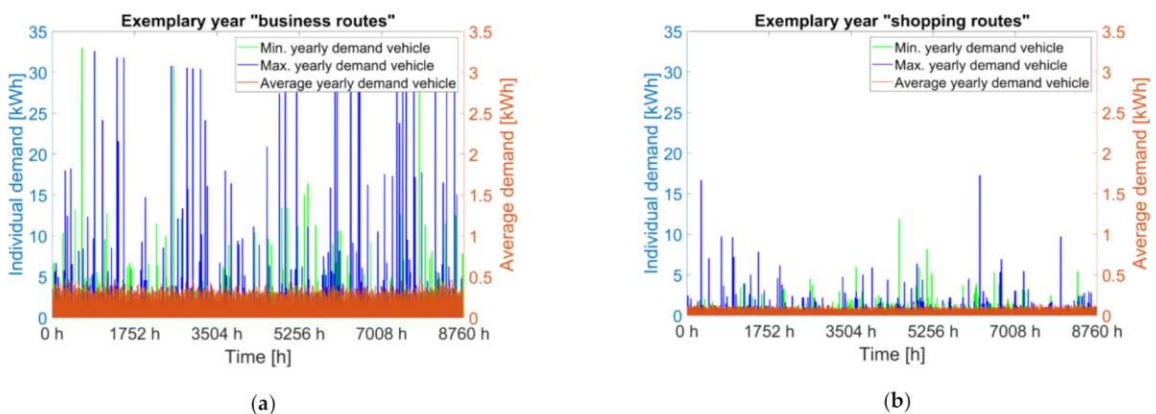 Exemplary year "business routes"
35
30
25
20
15
10
5
0
Individual demand [kWh]
3.5
3
2.5
2
1.5
1
0.5
0
Average demand [kWh]
Min. yearly demand vehicle
Max. yearly demand vehicle
Average yearly demand vehicle
0 h 1752 h 3504 h 5256 h 7008 h 8760 h
Time [h]
(a)
Exemplary year "shopping routes"
35
30
25
20
15
10
5
0
Individual demand [kWh]
3.5
3
2.5
2
1.5
1
0.5
0
Average demand [kWh]
Min. yearly demand vehicle
Max. yearly demand vehicle
Average yearly demand vehicle
0 h 1752 h 3504 h 5256 h 7008 h 8760 h
Time [h]
(b)